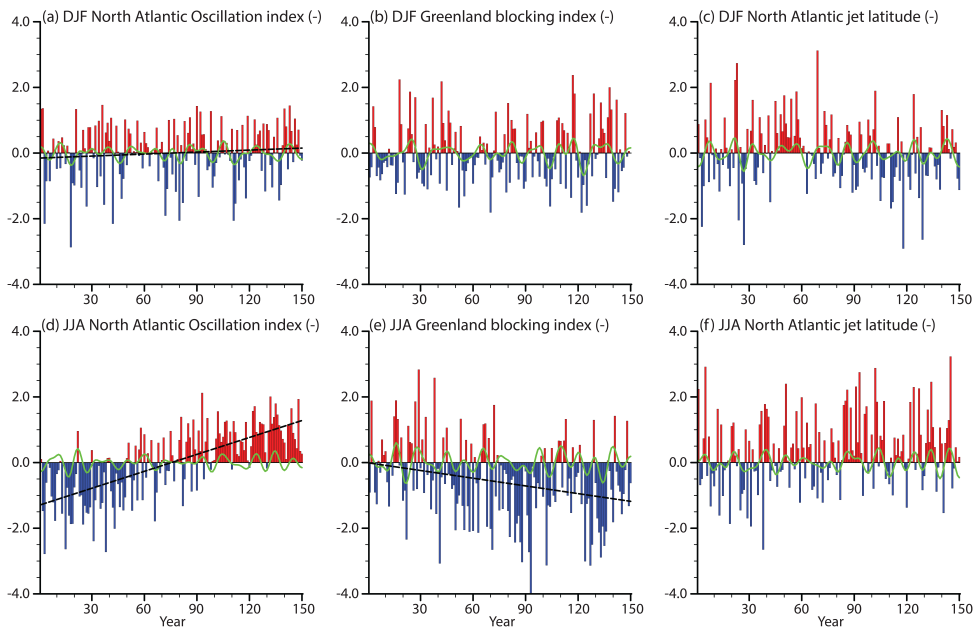 (a) DJF North Atlantic Oscillation index (-)
(b) DJF Greenland blocking index (-)
(c) DJF North Atlantic jet latitude (-)
4.0
2.0
0.0
-2.0
-4.0
30 60 90 120 150
4.0
2.0
0.0
-2.0
-4.0
30 60 90 120 150
4.0
2.0
0.0
-2.0
-4.0
30 60 90 120 150
(d) JJA North Atlantic Oscillation index (-)
(e) JJA Greenland blocking index (-)
(f) JJA North Atlantic jet latitude (-)
4.0
2.0
0.0
-2.0
-4.0
30 60 90 120 150
Year
4.0
2.0
0.0
-2.0
-4.0
30 60 90 120 150
Year
4.0
2.0
0.0
-2.0
-4.0
30 60 90 120 150
Year